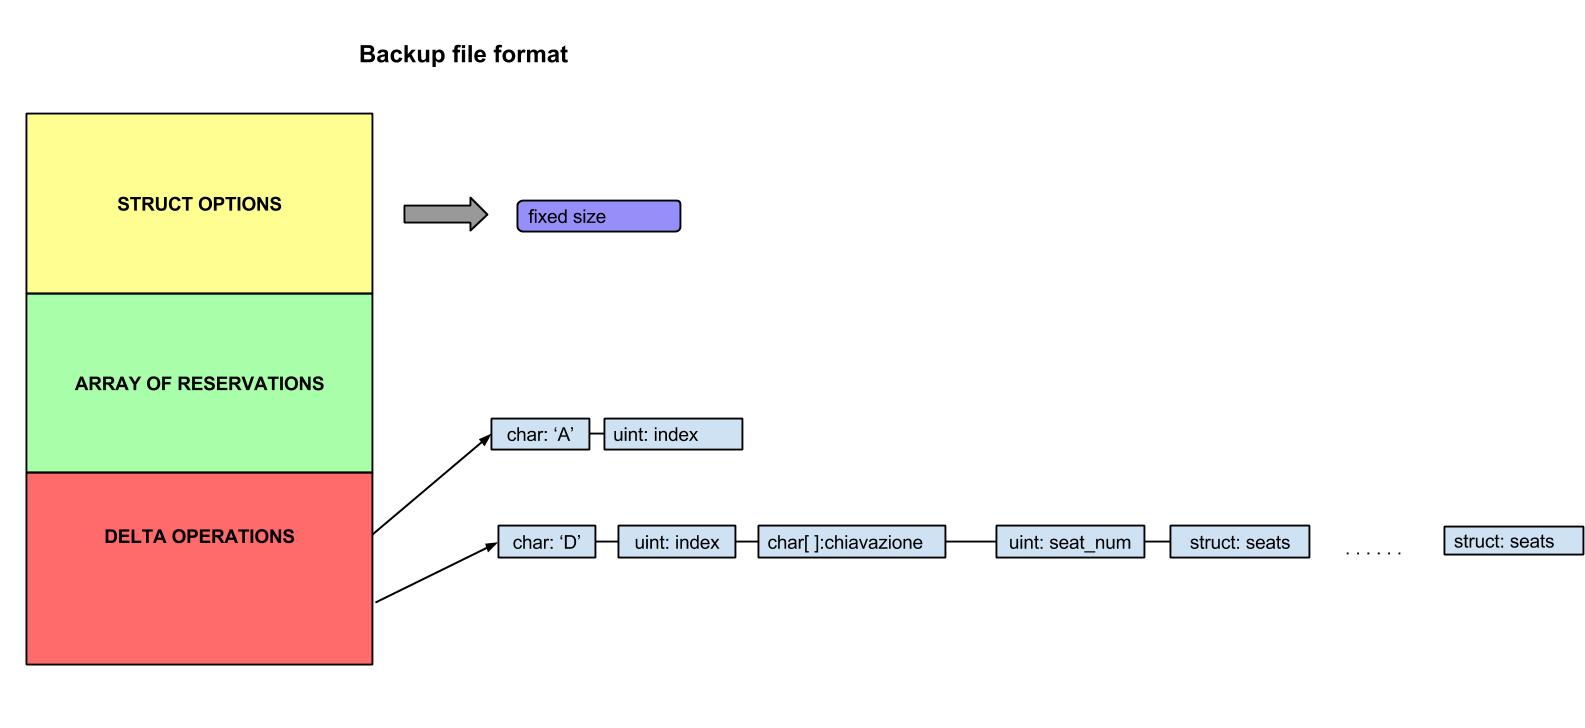 Backup file format
STRUCT OPTIONS
fixed size
ARRAY OF RESERVATIONS
char: ‘A’
uint: index
DELTA OPERATIONS
char: ‘D’
uint: index
char[ ]:chiavazione
uint: seat_num
struct: seats
. . . . . .
struct: seats